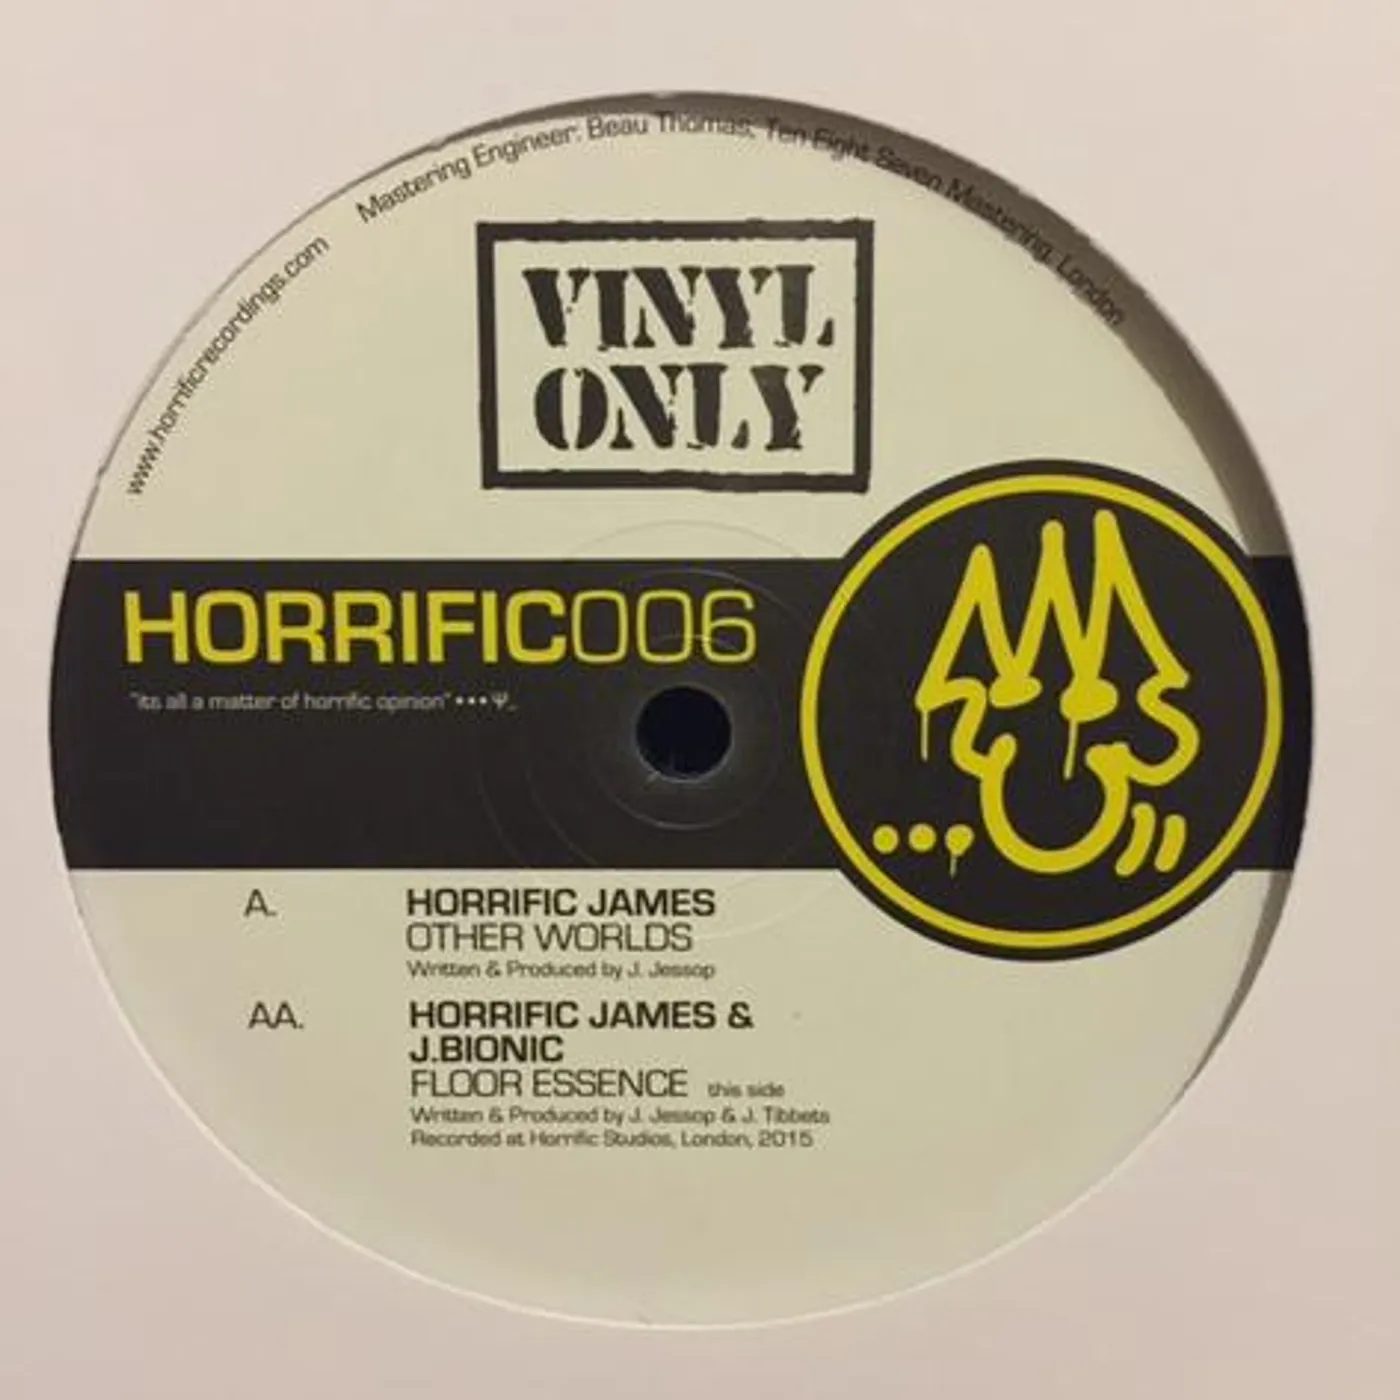 www.horrificrecordings.com
Mastering Engineer: Beau Thomas; Ten Eight Seven Mastering, London
VINYL
ONLY
HORRIFIC006
"its all a matter of horrific opinion" ••• Ψ..
A. HORRIFIC JAMES
OTHER WORLDS
Written & Produced by J. Jessop
AA. HORRIFIC JAMES &
J.BIONIC
FLOOR ESSENCE this side
Written & Produced by J. Jessop & J. Tibbets
Recorded at Horrific Studios, London, 2015